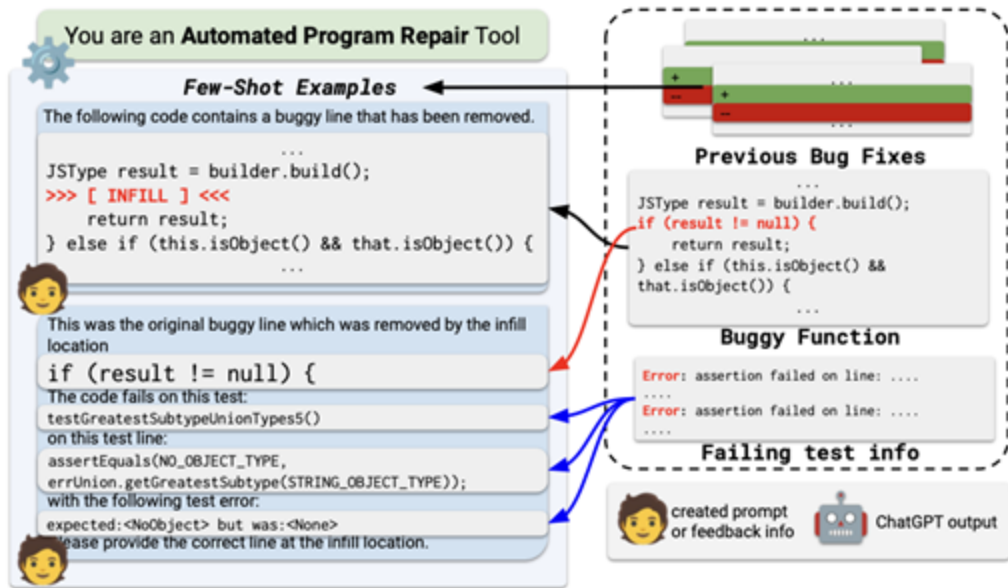 You are an Automated Program Repair Tool
Few-Shot Examples
The following code contains a buggy line that has been removed.
...
JSType result = builder.build();
>>> [ INFILL ] <<<
return result;
} else if (this.isObject() && that.isObject()) {
...
This was the original buggy line which was removed by the infill
location
if (result != null) {
The code fails on this test:
testGreatestSubtypeUnionTypes5()
on this test line:
assertEquals(NO_OBJECT_TYPE,
errUnion.getGreatestSubtype(STRING_OBJECT_TYPE));
with the following test error:
expected:<NoObject> but was:<None>
Please provide the correct line at the infill location.
...
+
--
...
+
--
...
Previous Bug Fixes
...
JSType result = builder.build();
if (result != null) {
return result;
} else if (this.isObject() &&
that.isObject()) {
...
Buggy Function
Error: assertion failed on line: ....
....
Error: assertion failed on line: ....
....
Failing test info
created prompt
or feedback info
ChatGPT output